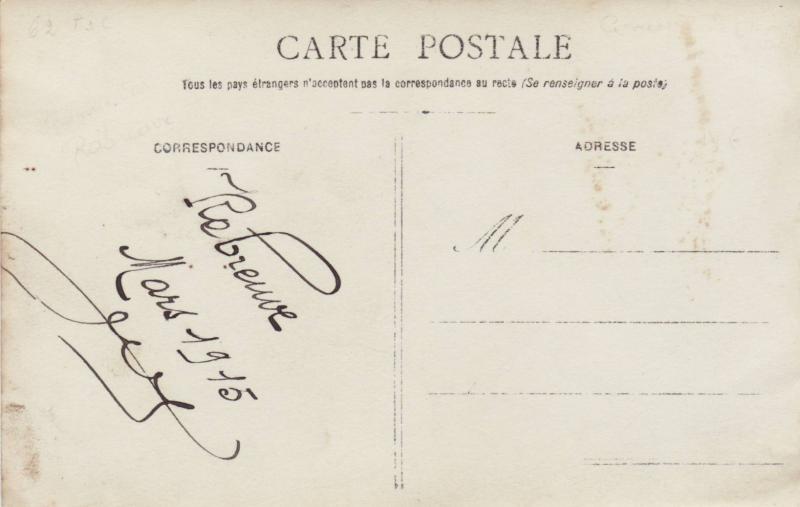 62
CARTE POSTALE
Tous les pays étrangers n'acceptent pas la correspondance au recto (Se renseigner à la poste)
CORRESPONDANCE
ADRESSE
Rebreuve
Mars 1915
M